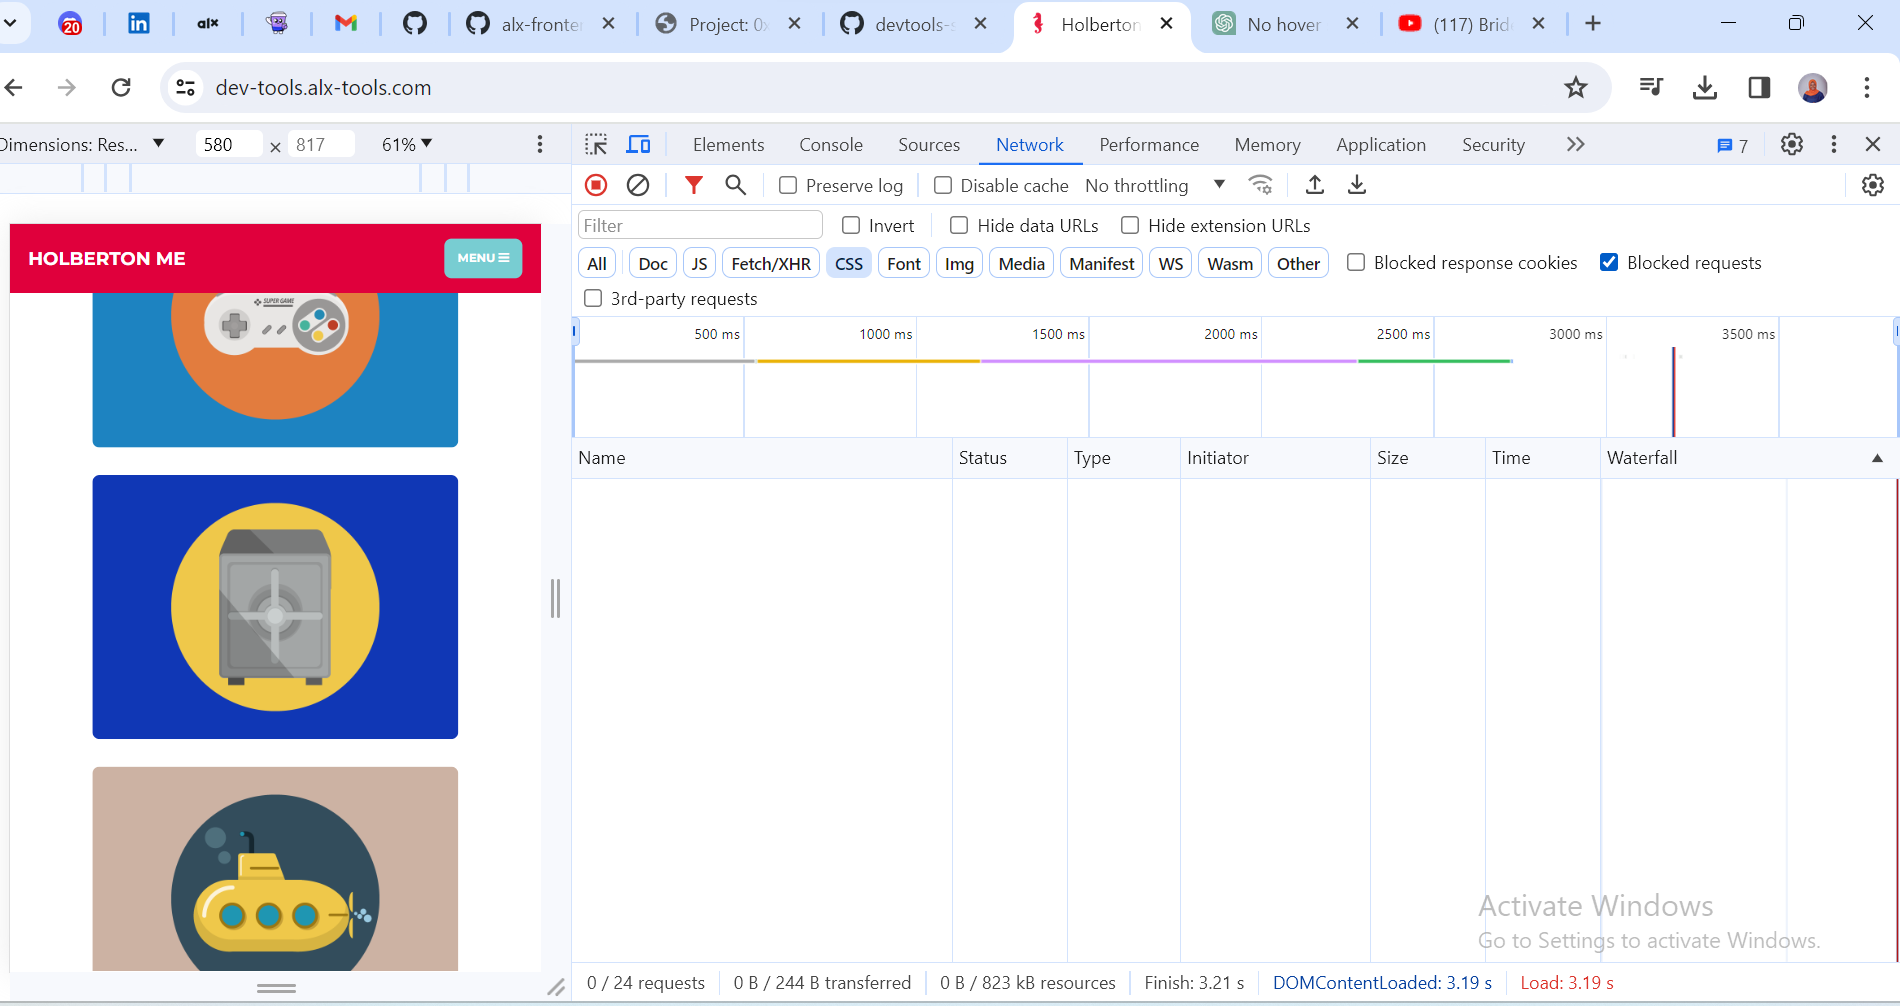 20
alx
alx-fronte
Project: 0
devtools-s
Holberton
No hover
(117) Brid
dev-tools.alx-tools.com
Dimensions: Res...
580 × 817
61%
Elements Console Sources Network Performance Memory Application Security
7
Preserve log Disable cache No throttling
Filter
Invert Hide data URLs Hide extension URLs
All Doc JS Fetch/XHR CSS Font Img Media Manifest WS Wasm Other Blocked response cookies Blocked requests
3rd-party requests
HOLBERTON ME
MENU
SUPER GAME
500 ms 1000 ms 1500 ms 2000 ms 2500 ms 3000 ms 3500 ms
Name Status Type Initiator Size Time Waterfall
Activate Windows
Go to Settings to activate Windows.
0 / 24 requests 0 B / 244 B transferred 0 B / 823 kB resources Finish: 3.21 s DOMContentLoaded: 3.19 s Load: 3.19 s